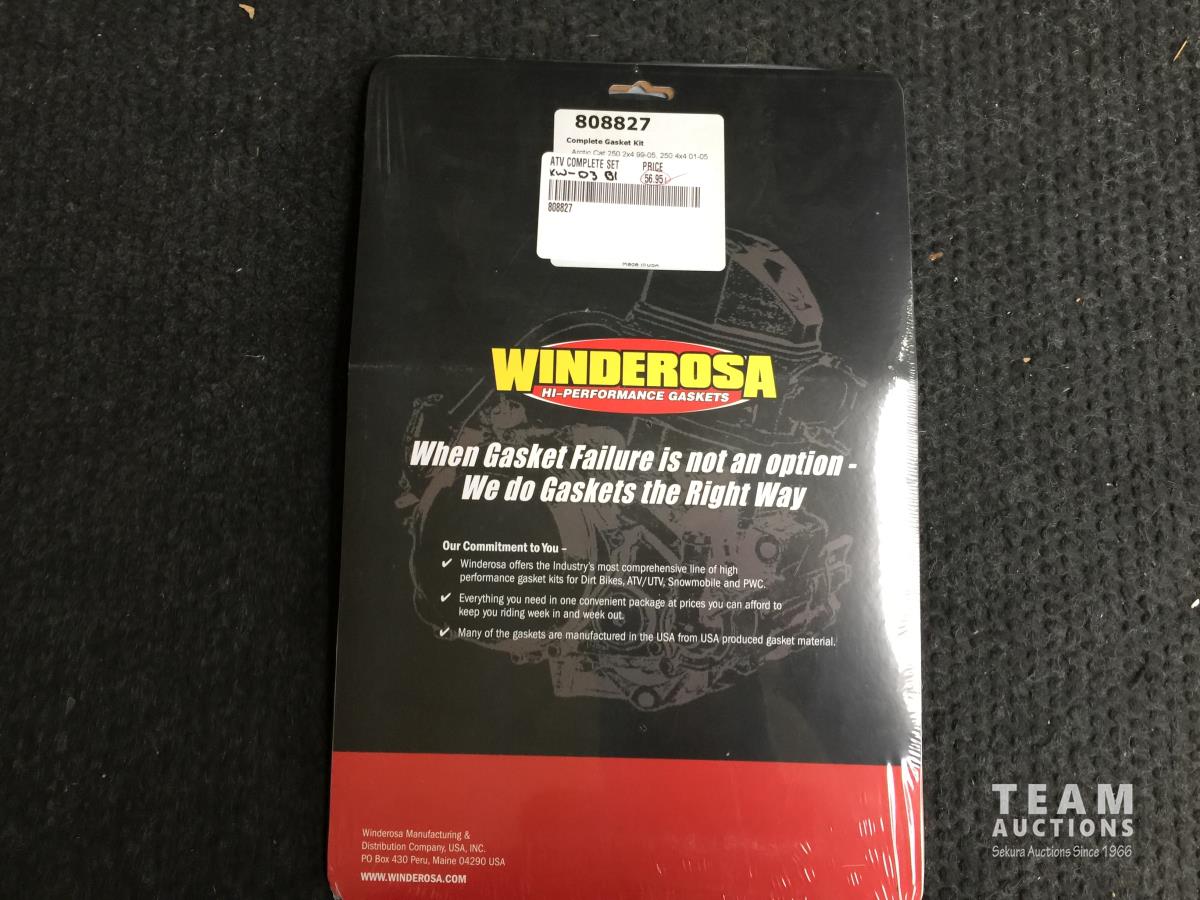 808827
Complete Gasket Kit
Arctic Cat 250 2x4 99-05, 250 4x4 01-05
ATV COMPLETE SET PRICE
KW-03 B1 56.95
808827
Made in USA
WINDEROSA
HI-PERFORMANCE GASKETS
When Gasket Failure is not an option -
We do Gaskets the Right Way
Our Commitment to You –
✔ Winderosa offers the Industry's most comprehensive line of high
performance gasket kits for Dirt Bikes, ATV/UTV, Snowmobile and PWC.
✔ Everything you need in one convenient package at prices you can afford to
keep you riding week in and week out.
✔ Many of the gaskets are manufactured in the USA from USA produced gasket material.
Winderosa Manufacturing &
Distribution Company, USA, INC.
PO Box 430 Peru, Maine 04290 USA
WWW.WINDEROSA.COM
TEAM
AUCTIONS
Sekura Auctions Since 1966